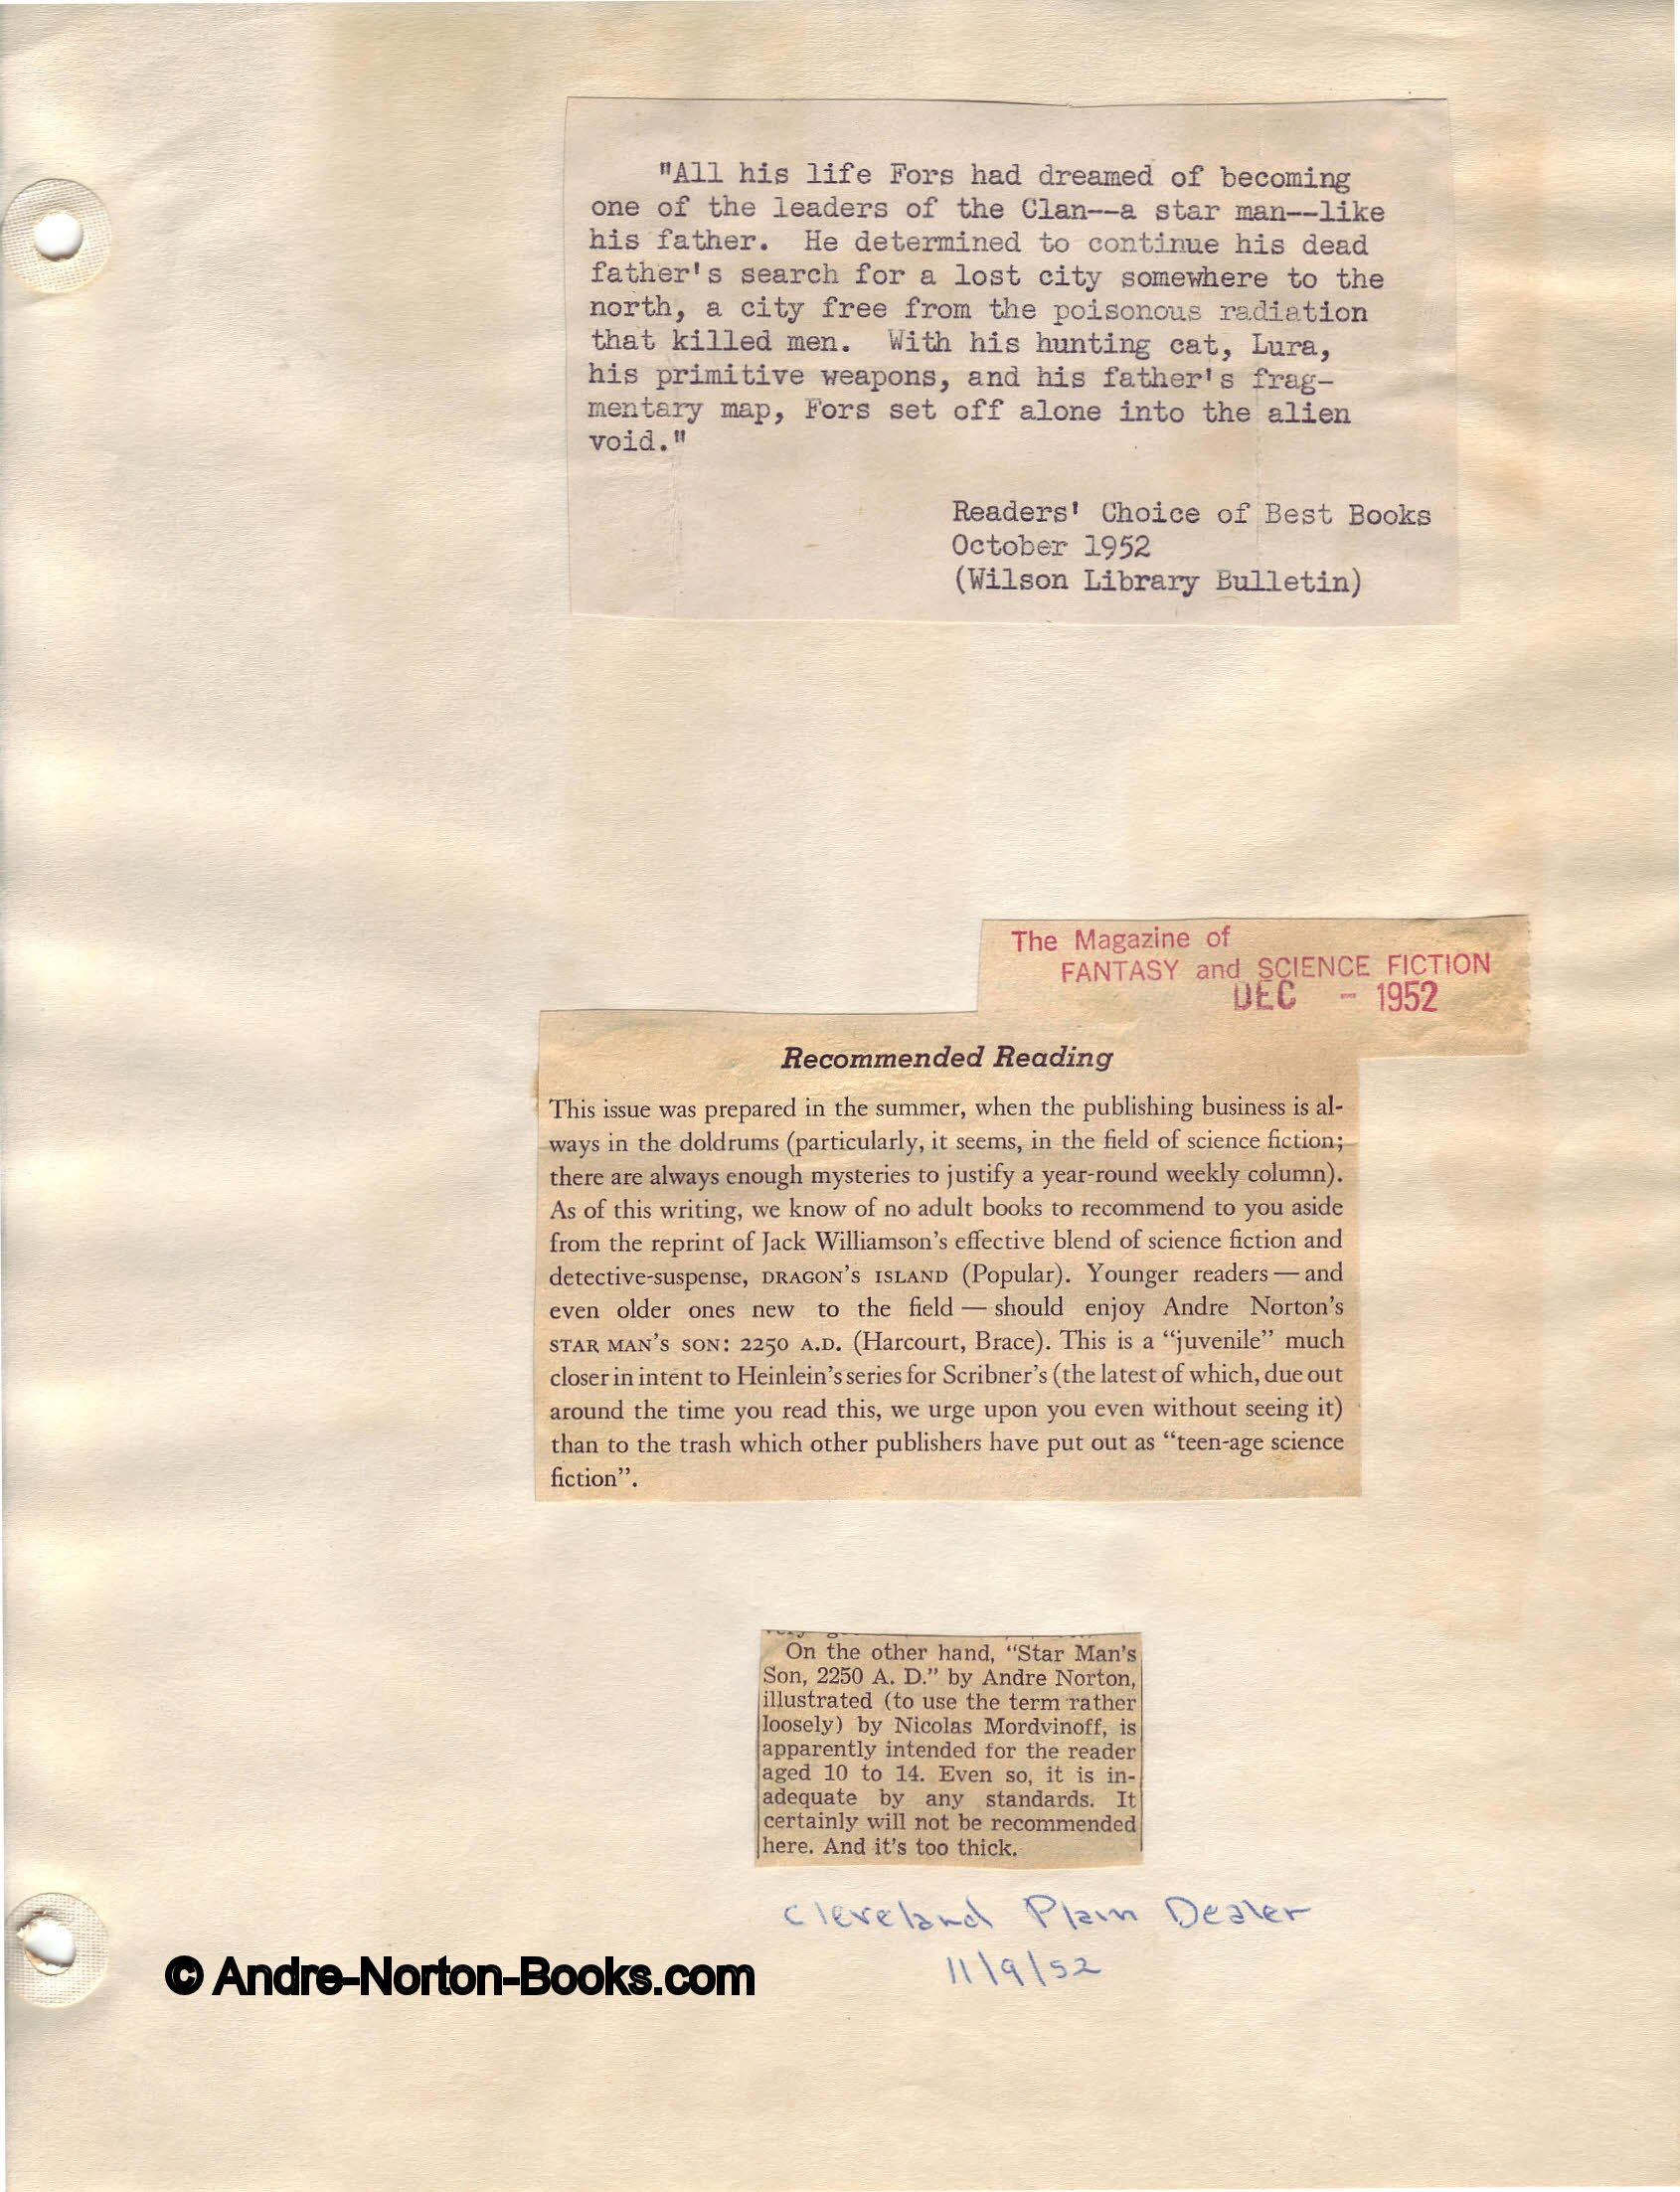 "All his life Fors had dreamed of becoming
one of the leaders of the Clan--a star man--like
his father. He determined to continue his dead
father's search for a lost city somewhere to the
north, a city free from the poisonous radiation
that killed men. With his hunting cat, Lura,
his primitive weapons, and his father's frag-
mentary map, Fors set off alone into the alien
void."
Readers' Choice of Best Books
October 1952
(Wilson Library Bulletin)
The Magazine of
FANTASY and SCIENCE FICTION
DEC - 1952
Recommended Reading
This issue was prepared in the summer, when the publishing business is al-
ways in the doldrums (particularly, it seems, in the field of science fiction;
there are always enough mysteries to justify a year-round weekly column).
As of this writing, we know of no adult books to recommend to you aside
from the reprint of Jack Williamson's effective blend of science fiction and
detective-suspense, DRAGON'S ISLAND (Popular). Younger readers — and
even older ones new to the field — should enjoy Andre Norton's
STAR MAN'S SON: 2250 A.D. (Harcourt, Brace). This is a "juvenile" much
closer in intent to Heinlein's series for Scribner's (the latest of which, due out
around the time you read this, we urge upon you even without seeing it)
than to the trash which other publishers have put out as "teen-age science
fiction".
On the other hand, "Star Man's
Son, 2250 A. D." by Andre Norton,
illustrated (to use the term rather
loosely) by Nicolas Mordvinoff, is
apparently intended for the reader
aged 10 to 14. Even so, it is in-
adequate by any standards. It
certainly will not be recommended
here. And it's too thick.
Cleveland Plain Dealer
11/9/52
© Andre-Norton-Books.com